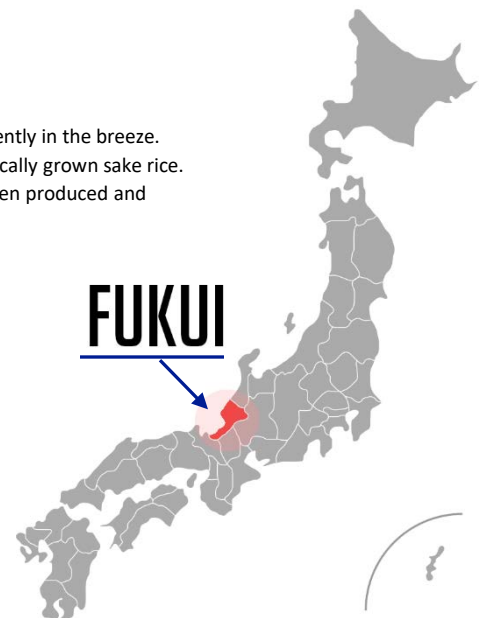 ently in the breeze.
cally grown sake rice.
en produced and
FUKUI